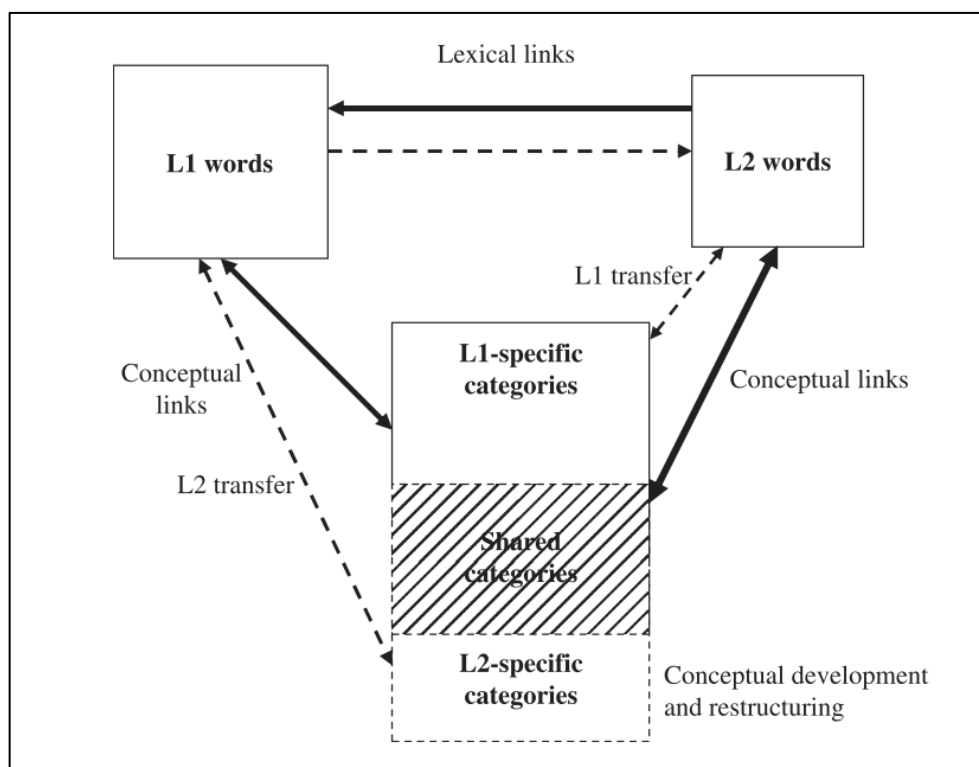 Lexical links
L1 words
L2 words
L1 transfer
L1-specific
categories
Conceptual
links
Conceptual links
L2 transfer
Shared
categories
L2-specific
categories
Conceptual development
and restructuring